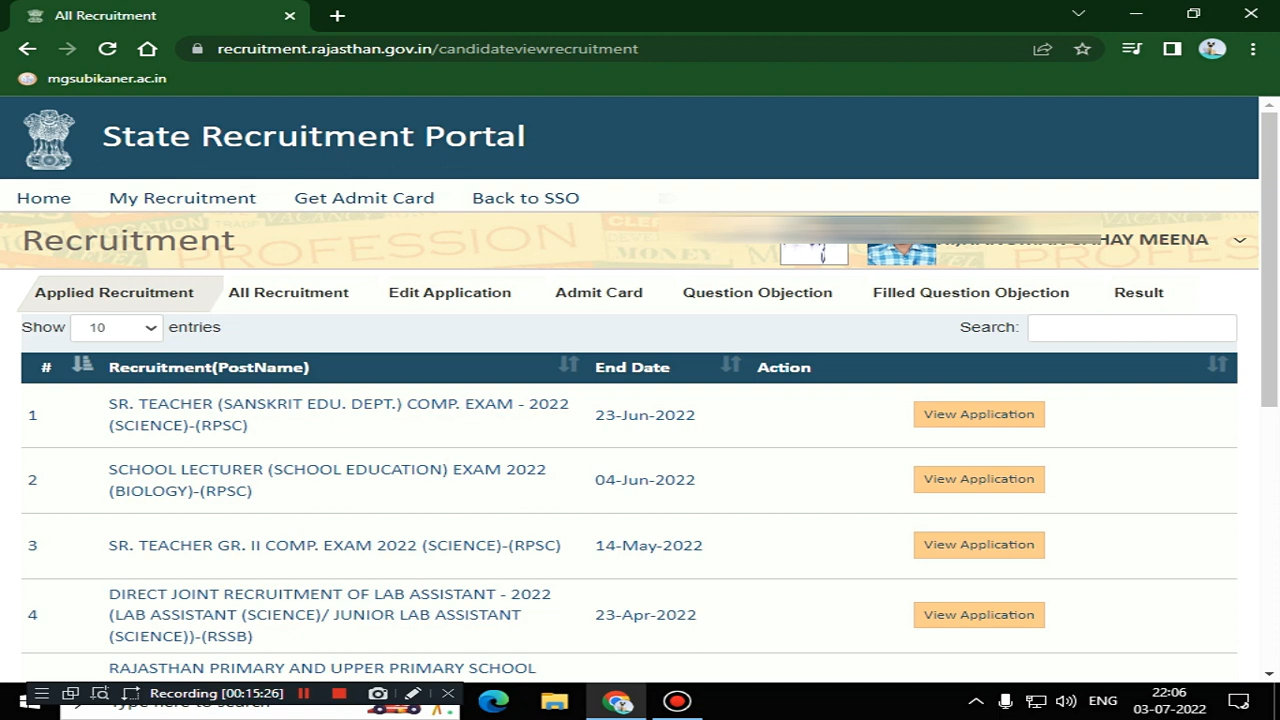 All Recruitment
recruitment.rajasthan.gov.in/candidateviewrecruitment
mgsubikaner.ac.in
State Recruitment Portal
Home My Recruitment Get Admit Card Back to SSO
Recruitment
HAY MEENA
PROFESSION
MONEY
Applied Recruitment All Recruitment Edit Application Admit Card Question Objection Filled Question Objection Result
Show 10 entries Search:
# Recruitment(PostName) End Date Action
1 SR. TEACHER (SANSKRIT EDU. DEPT.) COMP. EXAM - 2022 23-Jun-2022 View Application
(SCIENCE)-(RPSC)
2 SCHOOL LECTURER (SCHOOL EDUCATION) EXAM 2022 04-Jun-2022 View Application
(BIOLOGY)-(RPSC)
3 SR. TEACHER GR. II COMP. EXAM 2022 (SCIENCE)-(RPSC) 14-May-2022 View Application
DIRECT JOINT RECRUITMENT OF LAB ASSISTANT - 2022
4 (LAB ASSISTANT (SCIENCE)/ JUNIOR LAB ASSISTANT 23-Apr-2022 View Application
(SCIENCE))-(RSSB)
RAJASTHAN PRIMARY AND UPPER PRIMARY SCHOOL
Recording [00:15:26]
Type here to search
ENG
22:06
03-07-2022